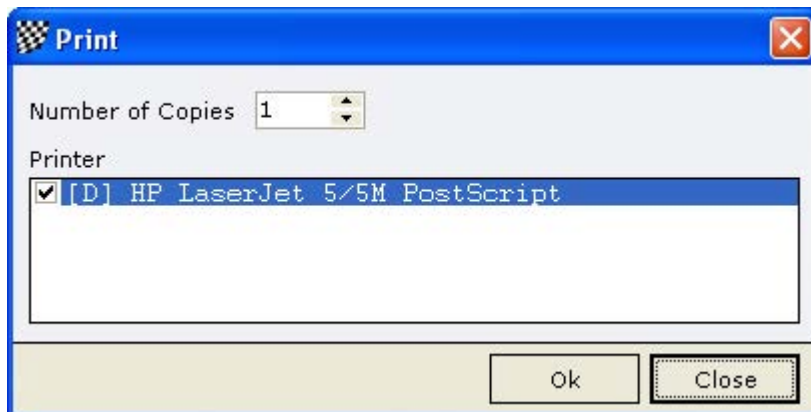 Print
Number of Copies 1
Printer
[D] HP LaserJet 5/5M PostScript
Ok Close